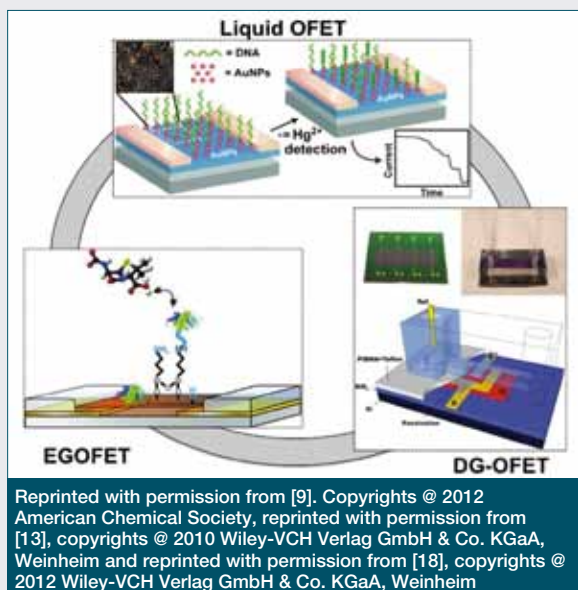 Liquid OFET
= DNA
= AuNPs
AuNPs
AuNPs
= Hg²⁺
detection
Current
Time
EGOFET
DG-OFET
Reprinted with permission from [9]. Copyrights @ 2012
American Chemical Society, reprinted with permission from
[13], copyrights @ 2010 Wiley-VCH Verlag GmbH & Co. KGaA,
Weinheim and reprinted with permission from [18], copyrights @
2012 Wiley-VCH Verlag GmbH & Co. KGaA, Weinheim